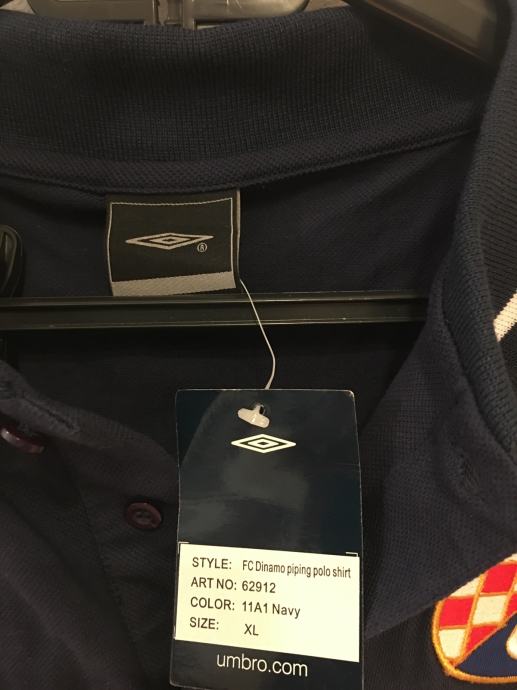 ®
STYLE: FC Dinamo piping polo shirt
ART NO: 62912
COLOR: 11A1 Navy
SIZE: XL
umbro.com